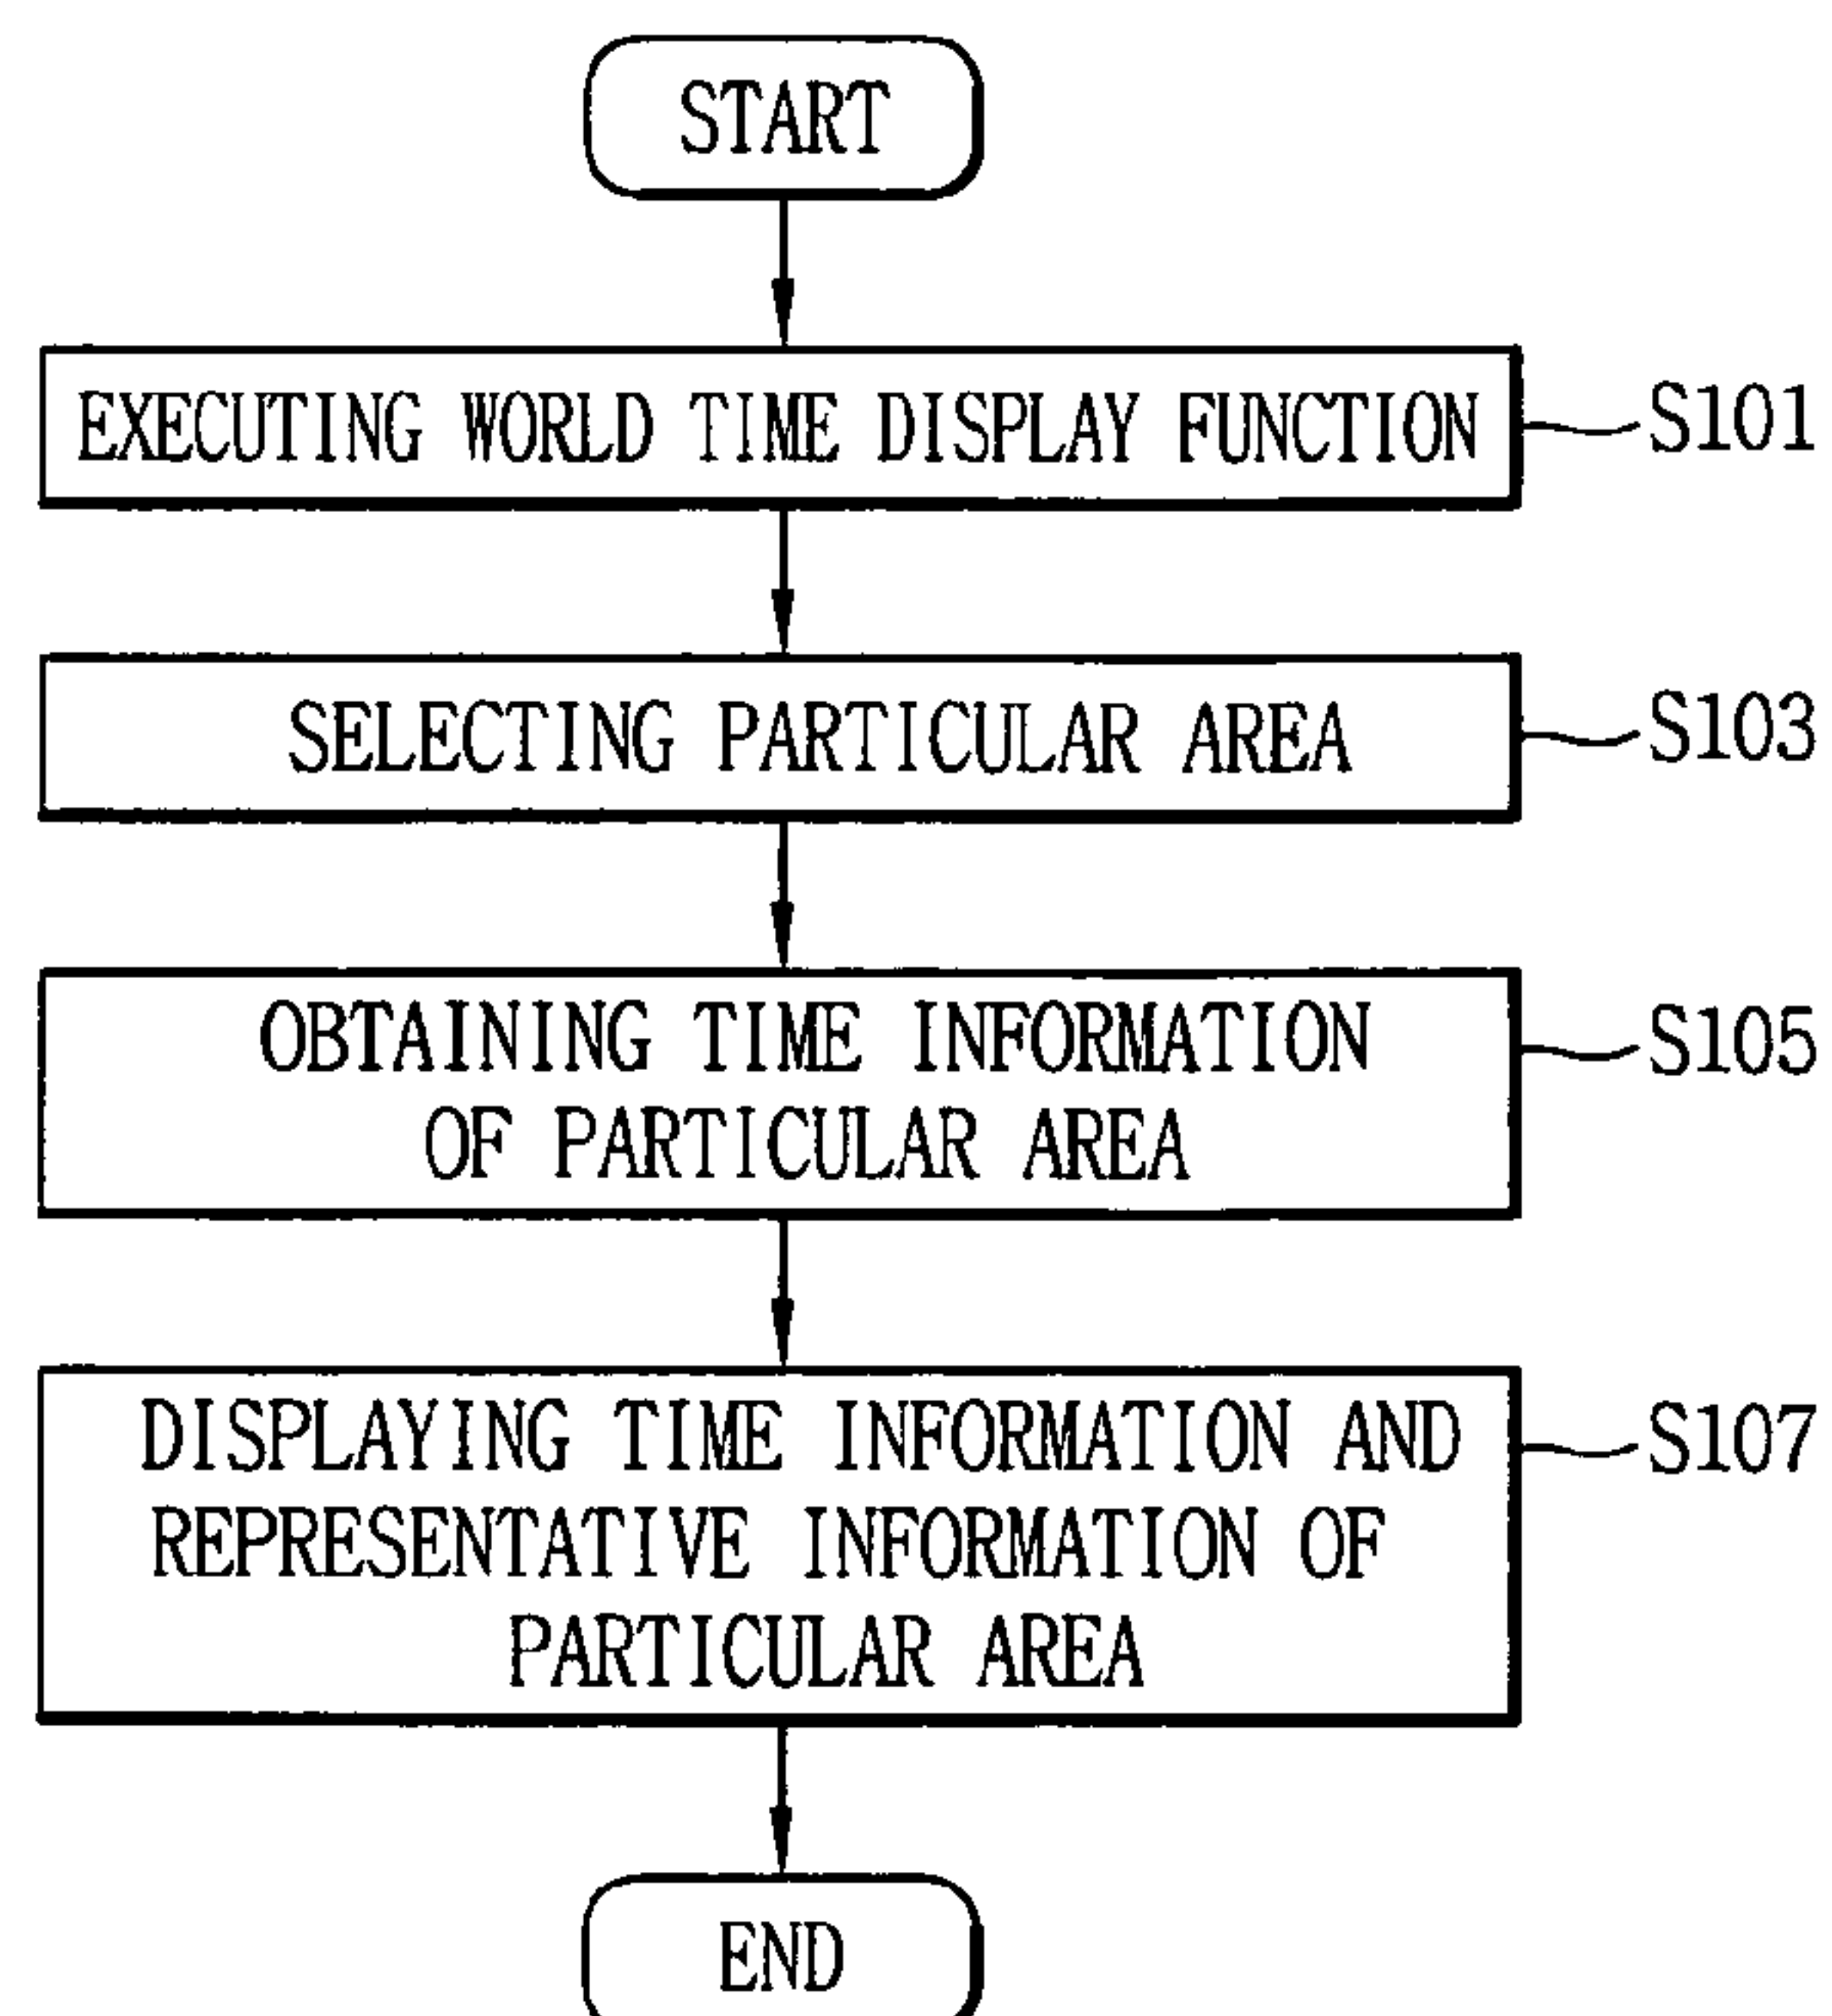 START
EXECUTING WORLD TIME DISPLAY FUNCTION
S101
SELECTING PARTICULAR AREA
S103
OBTAINING TIME INFORMATION
OF PARTICULAR AREA
S105
DISPLAYING TIME INFORMATION AND
REPRESENTATIVE INFORMATION OF
PARTICULAR AREA
S107
END